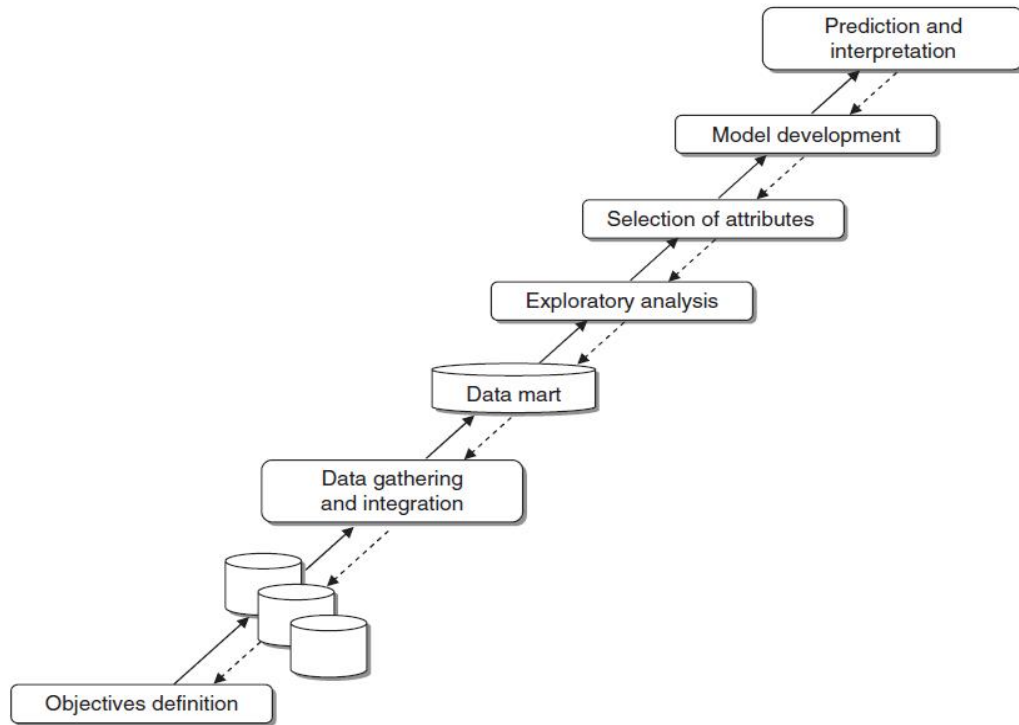 Prediction and
interpretation
Model development
Selection of attributes
Exploratory analysis
Data mart
Data gathering
and integration
Objectives definition